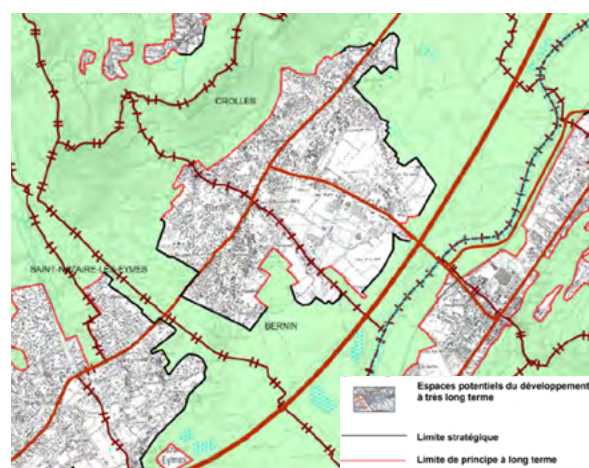 CROLLES
SAINT-NAZAIRE-LES-EYMES
BERNIN
Eymes
Espaces potentiels du développement
à très long terme
Limite stratégique
Limite de principe à long terme